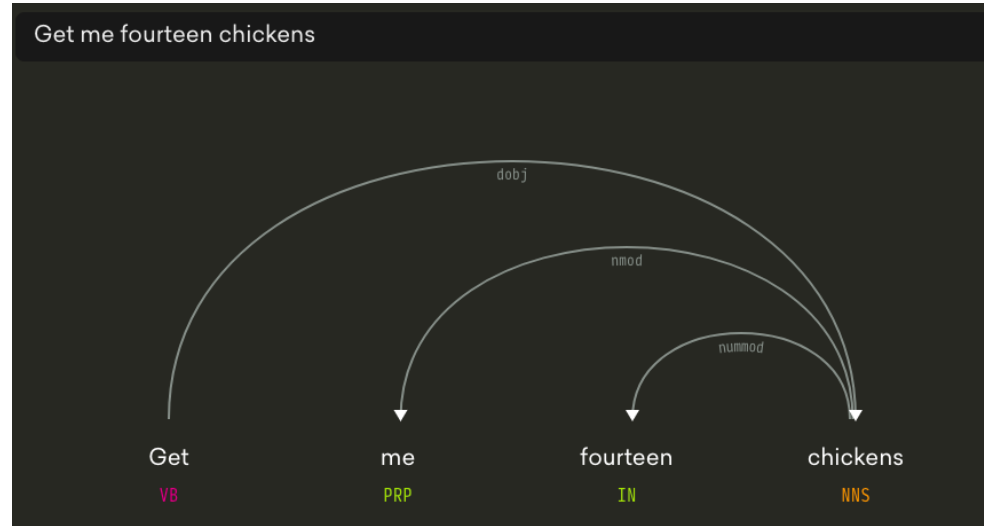 Get me fourteen chickens
dobj
nmod
nummod
Get me fourteen chickens
VB PRP IN NNS